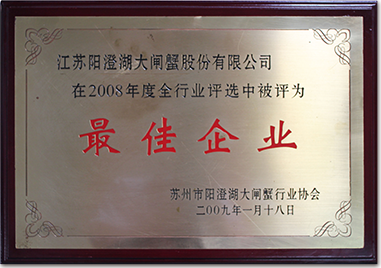 江苏阳澄湖大闸蟹股份有限公司
在2008年度全行业评选中被评为
最佳企业
苏州市阳澄湖大闸蟹行业协会
二00九年一月十八日